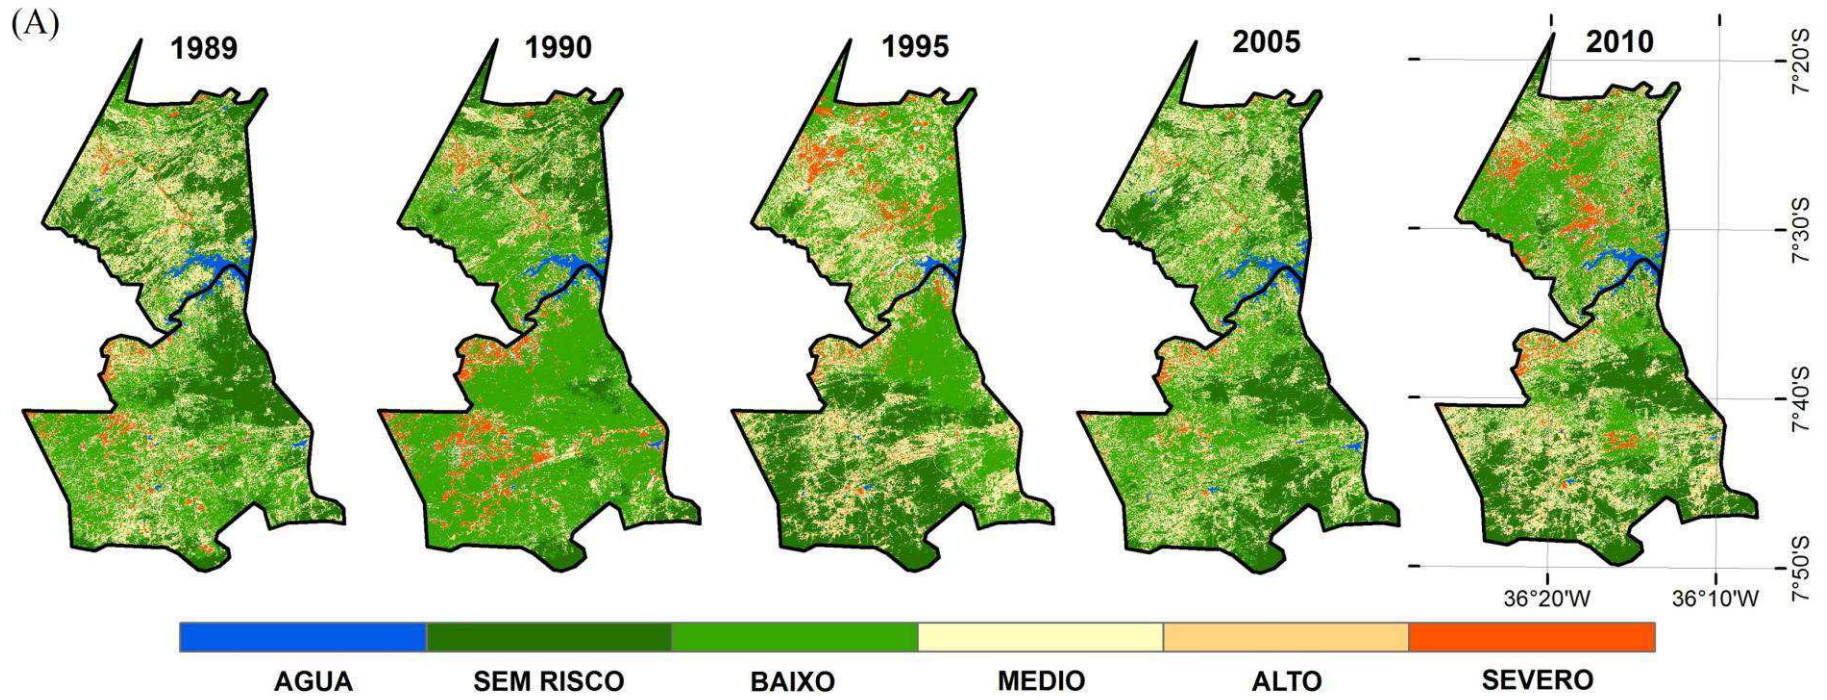 (A)
1989
1990
1995
2005
2010
7°20'S
7°30'S
7°40'S
7°50'S
36°20'W
36°10'W
AGUA
SEM RISCO
BAIXO
MEDIO
ALTO
SEVERO